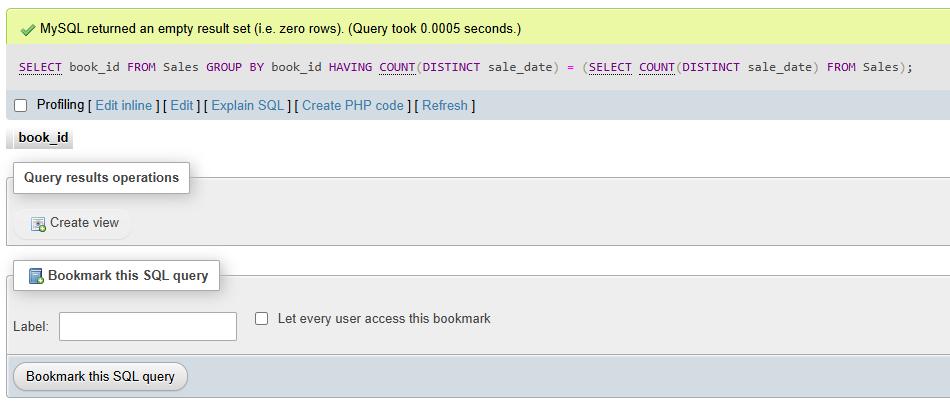 MySQL returned an empty result set (i.e. zero rows). (Query took 0.0005 seconds.)
SELECT book_id FROM Sales GROUP BY book_id HAVING COUNT(DISTINCT sale_date) = (SELECT COUNT(DISTINCT sale_date) FROM Sales);
Profiling [ Edit inline ] [ Edit ] [ Explain SQL ] [ Create PHP code ] [ Refresh ]
book_id
Query results operations
Create view
Bookmark this SQL query
Label: Let every user access this bookmark
Bookmark this SQL query